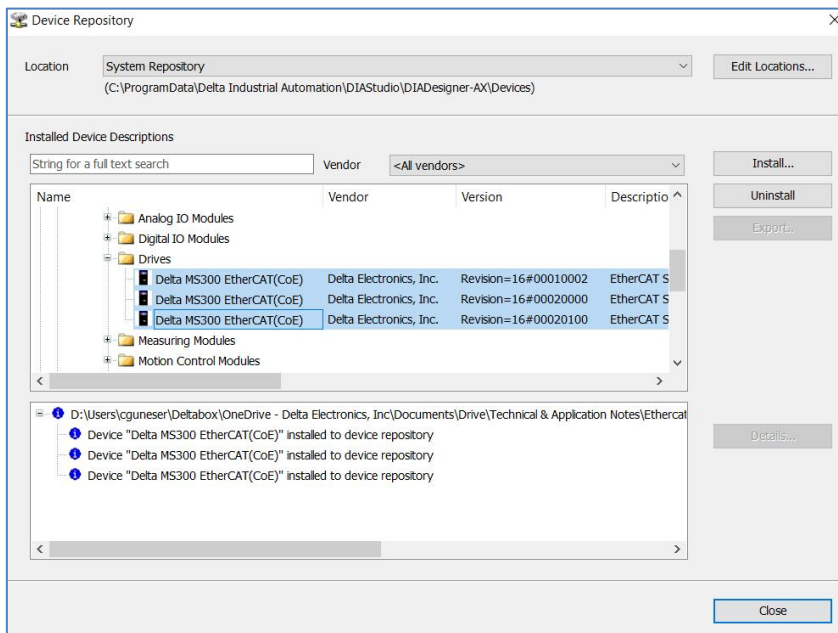 Device Repository
Location System Repository Edit Locations...
(C:\ProgramData\Delta Industrial Automation\DIAStudio\DIADesigner-AX\Devices)
Installed Device Descriptions
String for a full text search Vendor <All vendors> Install...
Name Vendor Version Descriptio Uninstall
Analog IO Modules
Digital IO Modules Export..
Drives
Delta MS300 EtherCAT(CoE) Delta Electronics, Inc. Revision=16#00010002 EtherCAT S
Delta MS300 EtherCAT(CoE) Delta Electronics, Inc. Revision=16#00020000 EtherCAT S
Delta MS300 EtherCAT(CoE) Delta Electronics, Inc. Revision=16#00020100 EtherCAT S
Measuring Modules
Motion Control Modules
D:\Users\cguneser\Deltabox\OneDrive - Delta Electronics, Inc\Documents\Drive\Technical & Application Notes\Ethercat
Device "Delta MS300 EtherCAT(CoE)" installed to device repository Details...
Device "Delta MS300 EtherCAT(CoE)" installed to device repository
Device "Delta MS300 EtherCAT(CoE)" installed to device repository
Close